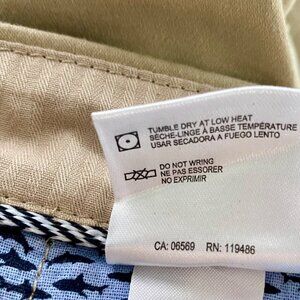 TUMBLE DRY AT LOW HEAT
SÈCHE-LINGE À BASSE TEMPÉRATURE
USAR SECADORA A FUEGO LENTO
DO NOT WRING
NE PAS ESSORER
NO EXPRIMIR
CA: 06569 RN: 119486